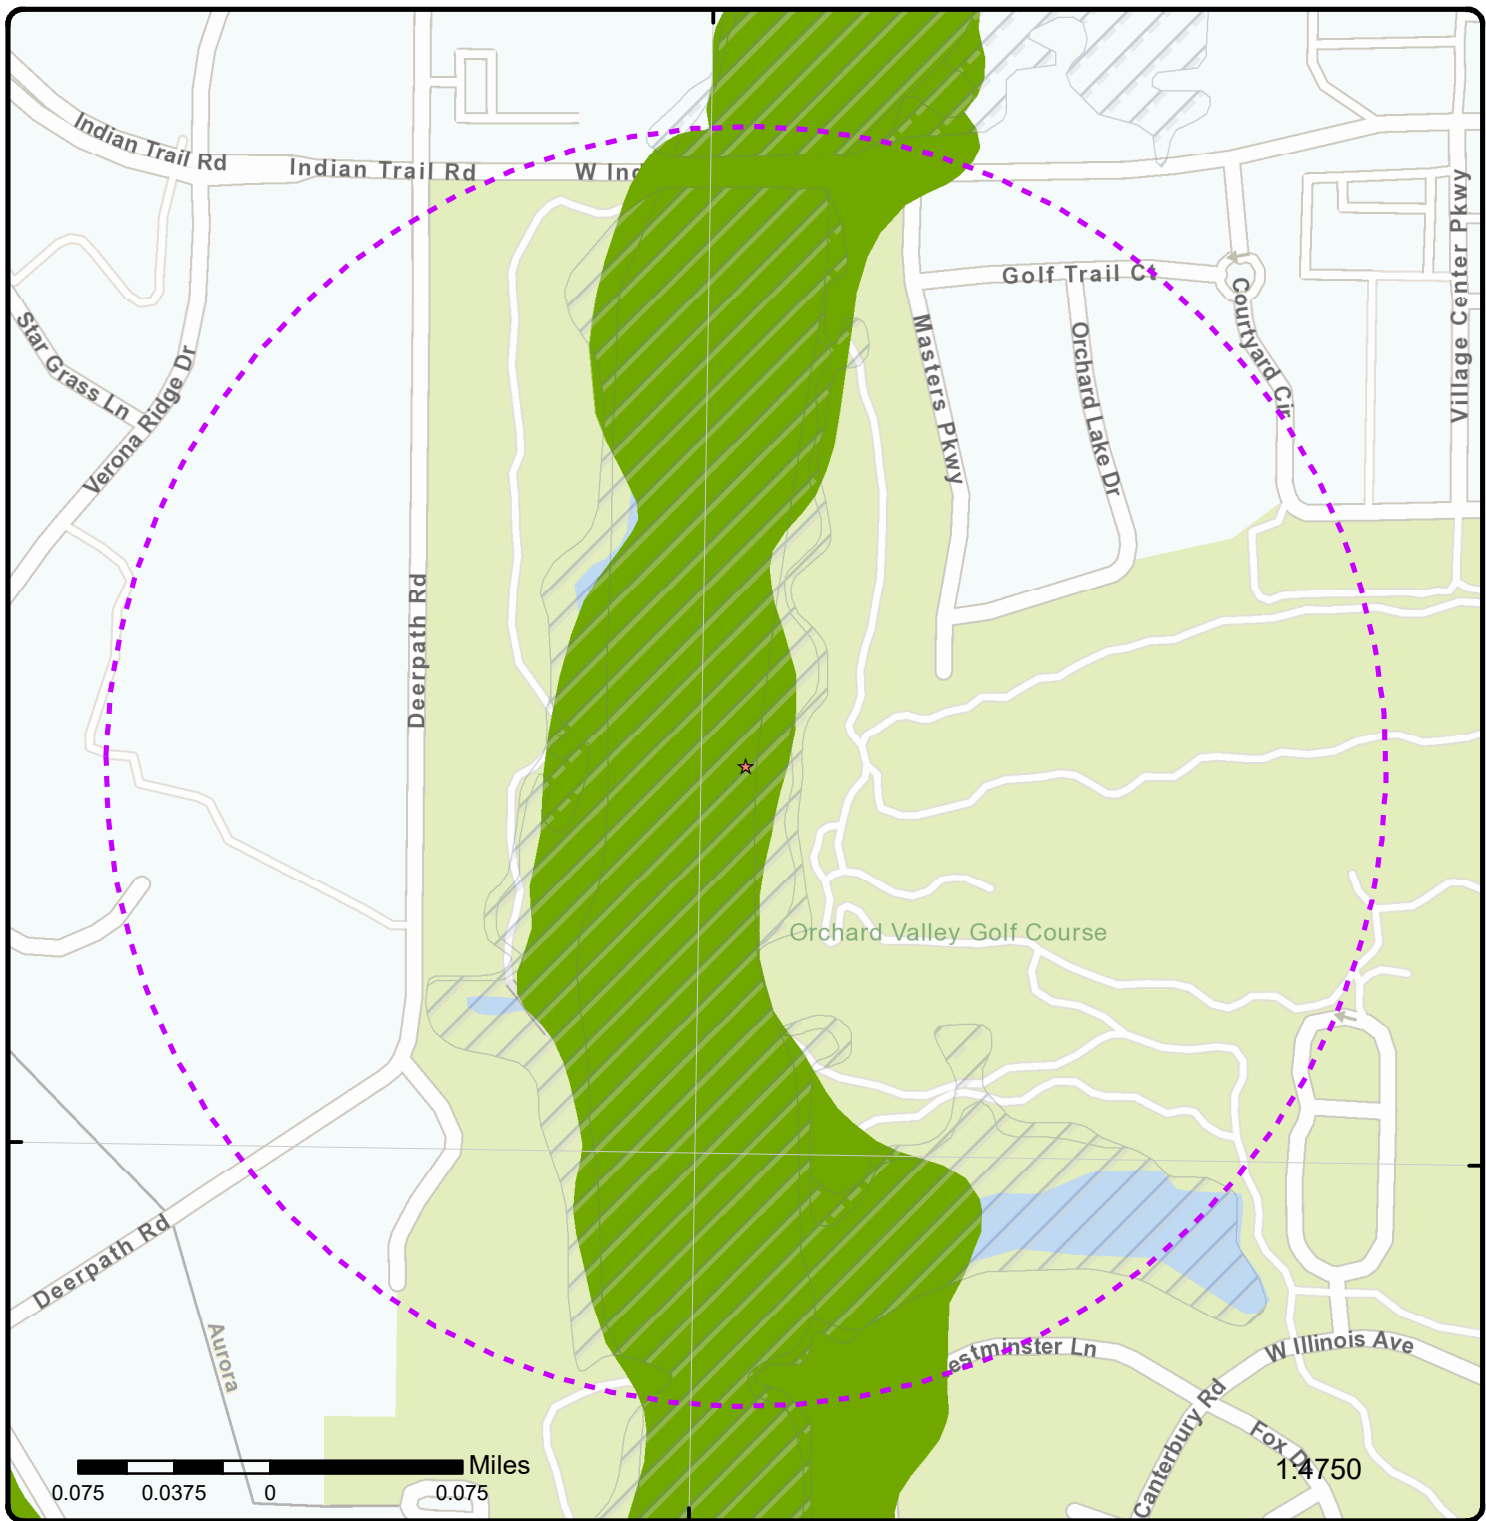 Indian Trail Rd
Indian Trail Rd
W Ind
Golf Trail Ct
Courtyard Cir
Village Center Pkwy
Star Grass Ln
Verona Ridge Dr
Masters Pkwy
Orchard Lake Dr
Deerpath Rd
Orchard Valley Golf Course
Deerpath Rd
Aurora
estminster Ln
W Illinois Ave
Canterbury Rd
Fox D
Miles
1:4750
0.075 0.0375 0 0.075